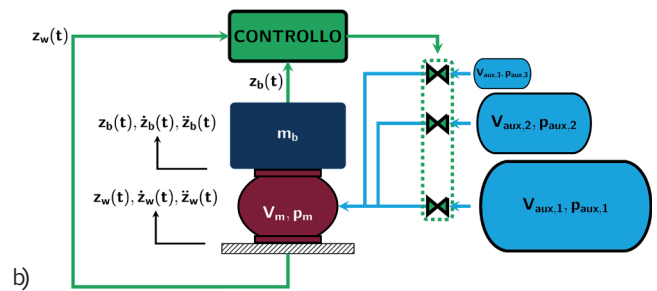 z_w(t)
CONTROLLO
z_b(t)
V_aux,3, p_aux,3
z_b(t), ż_b(t), z̈_b(t)
m_b
V_aux,2, p_aux,2
z_w(t), ż_w(t), z̈_w(t)
V_m, p_m
V_aux,1, p_aux,1
b)